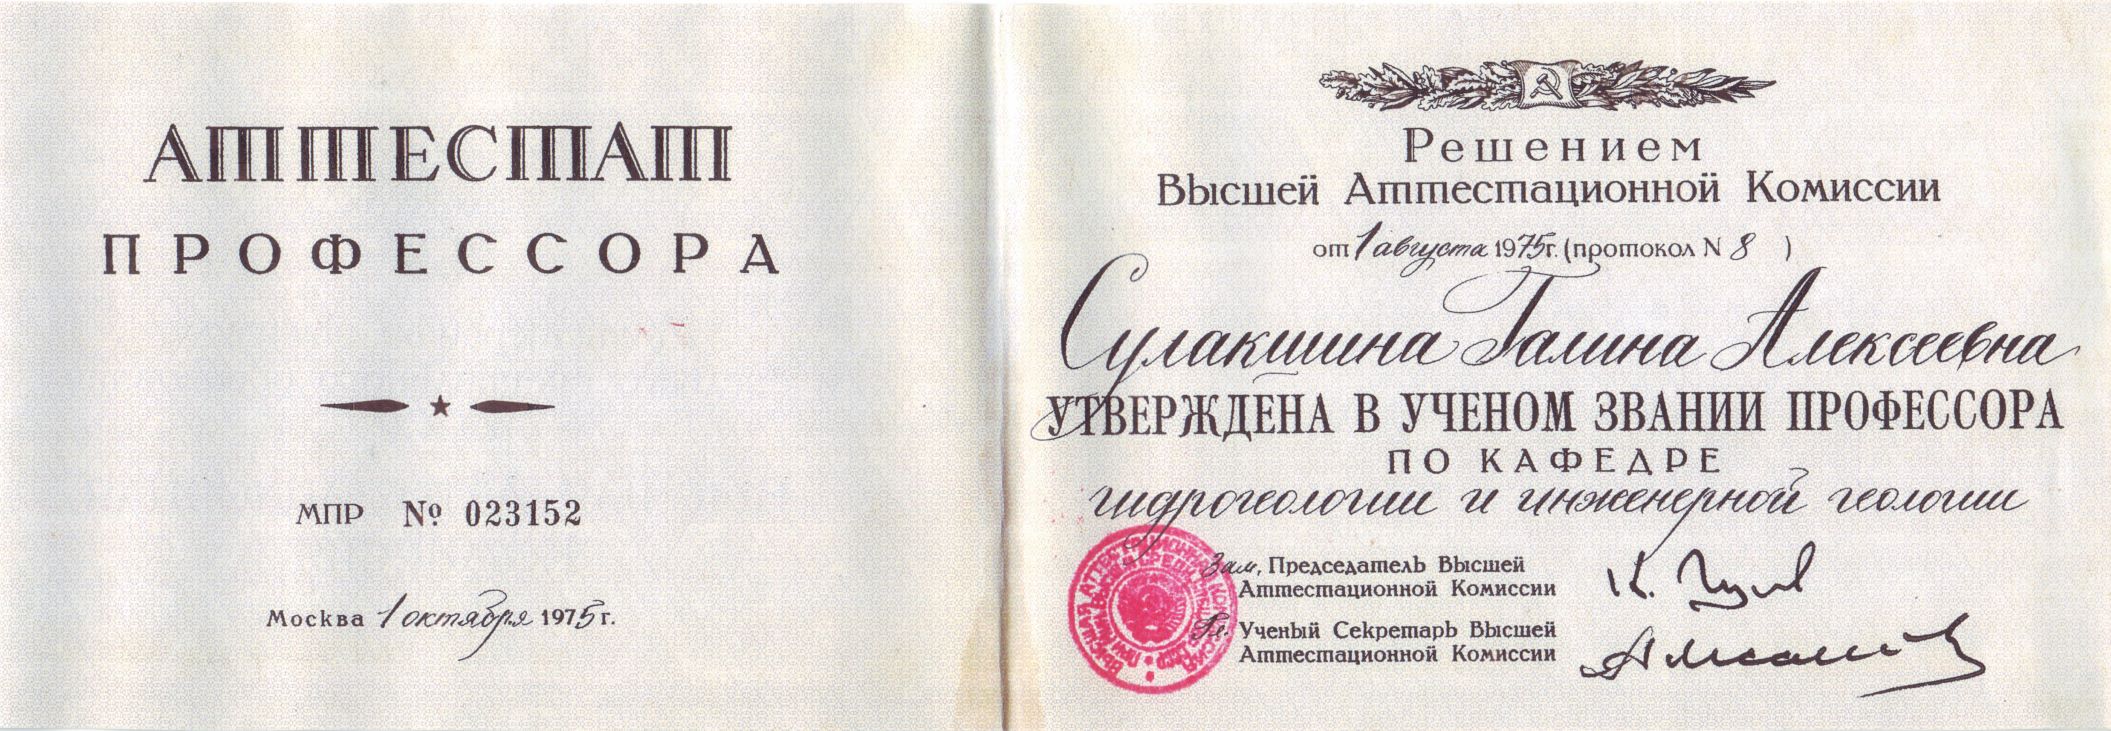 АТТЕСТАТ
ПРОФЕССОРА
МПР № 023152
Москва 1 октября 1975 г.
Решением
Высшей Аттестационной Комиссии
от 1 августа 1975 г. (протокол N 8 )
Сулакшина Галина Алексеевна
УТВЕРЖДЕНА В УЧЕНОМ ЗВАНИИ ПРОФЕССОРА
ПО КАФЕДРЕ
гидрогеологии и инженерной геологии
Зам. Председатель Высшей
Аттестационной Комиссии
Гл. Ученый Секретарь Высшей
Аттестационной Комиссии